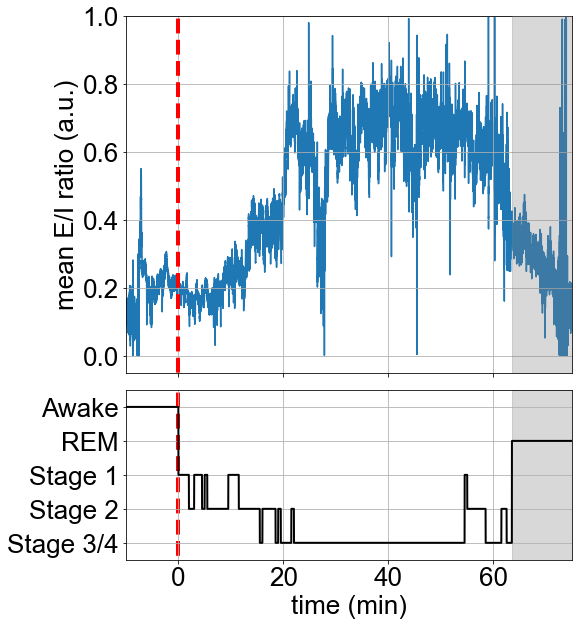 1.0
0.8
0.6
0.4
0.2
0.0
mean E/I ratio (a.u.)
Awake
REM
Stage 1
Stage 2
Stage 3/4
0 20 40 60
time (min)